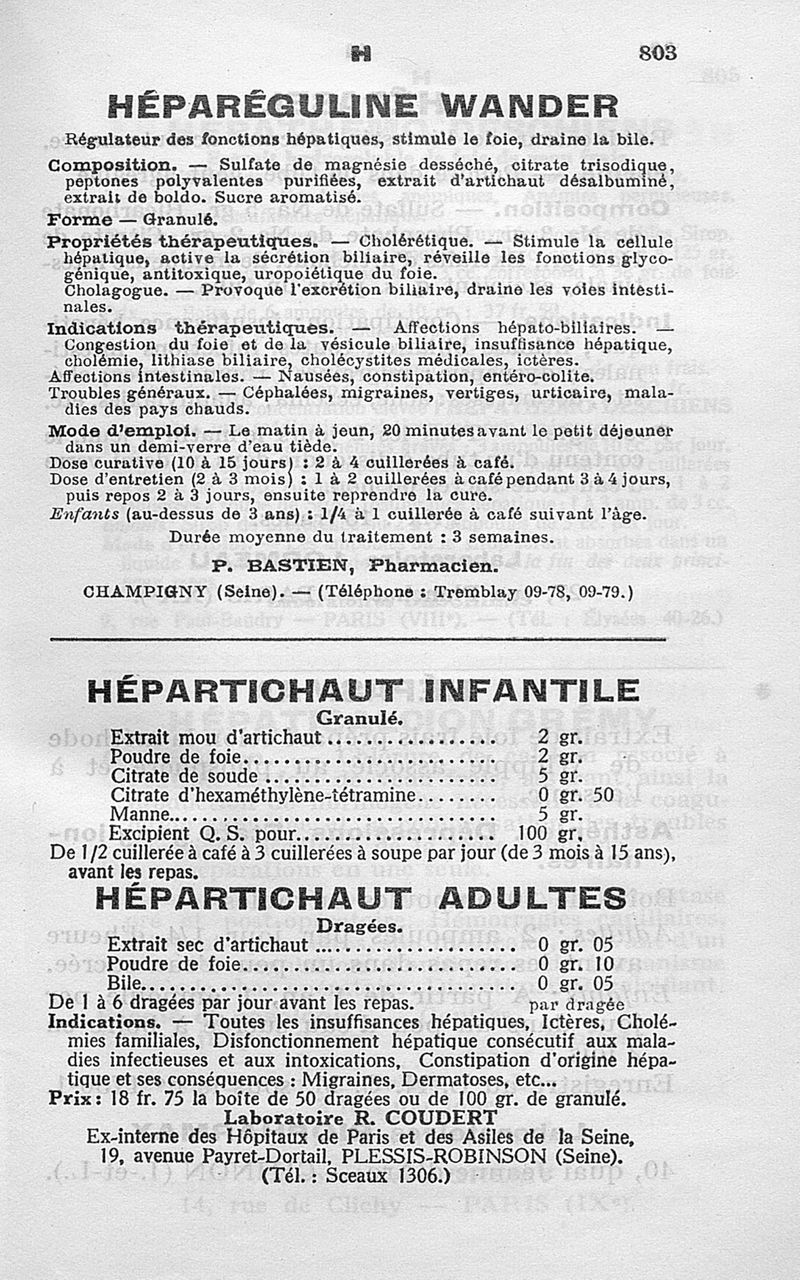 H 803
HÉPARÉGULINE WANDER
Régulateur des fonctions hépatiques, stimule le foie, draine la bile.
Composition. — Sulfate de magnésie desséché, citrate trisodique,
peptones polyvalentes purifiées, extrait d'artichaut désalbuminé,
extrait de boldo. Sucre aromatisé.
Forme — Granulé.
Propriétés thérapeutiques. — Cholérétique. — Stimule la cellule
hépatique, active la sécrétion biliaire, réveille les fonctions glyco-
génique, antitoxique, uropoiétique du foie.
Cholagogue. — Provoque l'excrétion biliaire, draine les voies intesti-
nales.
Indications thérapeutiques. — Affections hépato-biliaires. —
Congestion du foie et de la vésicule biliaire, insuffisance hépatique,
cholémie, lithiase biliaire, cholécystites médicales, ictères.
Affections intestinales. — Nausées, constipation, entéro-colite.
Troubles généraux. — Céphalées, migraines, vertiges, urticaire, mala-
dies des pays chauds.
Mode d'emploi. — Le matin à jeun, 20 minutes avant le petit déjeuner
dans un demi-verre d'eau tiède.
Dose curative (10 à 15 jours) : 2 à 4 cuillerées à café.
Dose d'entretien (2 à 3 mois) : 1 à 2 cuillerées à café pendant 3 à 4 jours,
puis repos 2 à 3 jours, ensuite reprendre la cure.
Enfants (au-dessus de 3 ans) : 1/4 à 1 cuillerée à café suivant l'âge.
Durée moyenne du traitement : 3 semaines.
P. BASTIEN, Pharmacien.
CHAMPIGNY (Seine). — (Téléphone : Tremblay 09-78, 09-79.)
HÉPARTICHAUT INFANTILE
Granulé.
Extrait mou d'artichaut .................. 2 gr.
Poudre de foie.......................... 2 gr.
Citrate de soude ........................ 5 gr.
Citrate d'hexaméthylène-tétramine......... 0 gr. 50
Manne.................................. 5 gr.
Excipient Q. S. pour..................... 100 gr.
De 1/2 cuillerée à café à 3 cuillerées à soupe par jour (de 3 mois à 15 ans),
avant les repas.
HÉPARTICHAUT ADULTES
Dragées.
Extrait sec d'artichaut ..................... 0 gr. 05
Poudre de foie............................ 0 gr. 10
Bile...................................... 0 gr. 05
De 1 à 6 dragées par jour avant les repas. par dragée
Indications. — Toutes les insuffisances hépatiques, Ictères, Cholé-
mies familiales, Disfonctionnement hépatique consécutif aux mala-
dies infectieuses et aux intoxications, Constipation d'origine hépa-
tique et ses conséquences : Migraines, Dermatoses, etc...
Prix : 18 fr. 75 la boîte de 50 dragées ou de 100 gr. de granulé.
Laboratoire R. COUDERT
Ex-interne des Hôpitaux de Paris et des Asiles de la Seine,
19, avenue Payret-Dortail, PLESSIS-ROBINSON (Seine).
(Tél. : Sceaux 1306.)